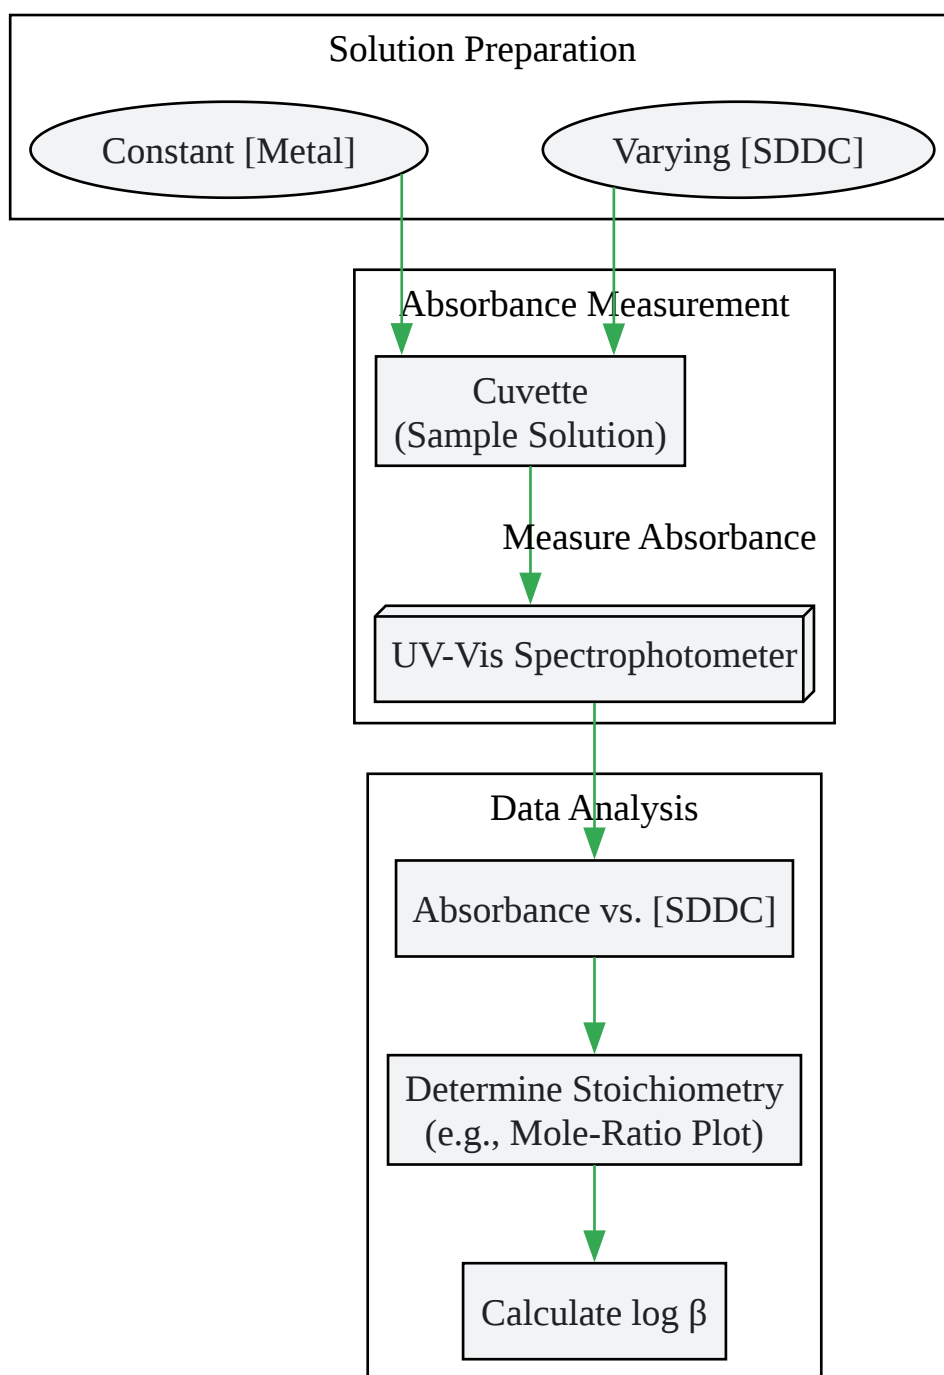 Solution Preparation
Constant [Metal]
Varying [SDDC]
Absorbance Measurement
Cuvette
(Sample Solution)
Measure Absorbance
UV-Vis Spectrophotometer
Data Analysis
Absorbance vs. [SDDC]
Determine Stoichiometry
(e.g., Mole-Ratio Plot)
Calculate log β